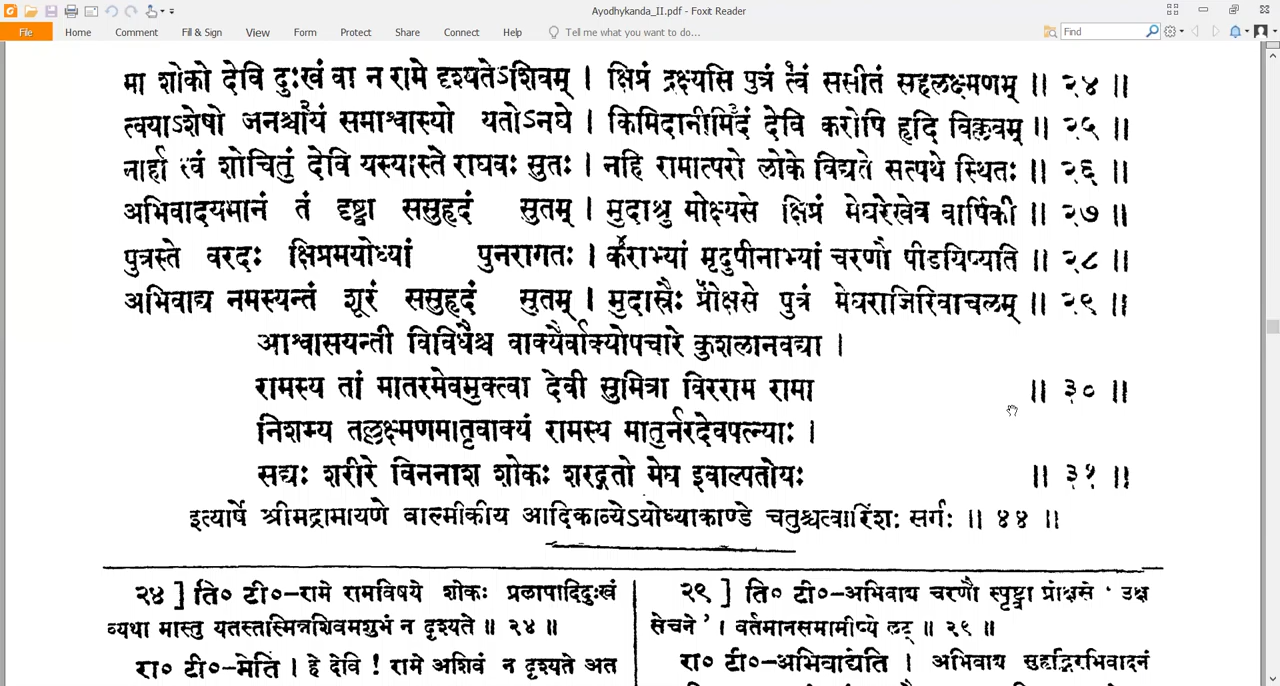 Ayodhykanda_II.pdf - Foxit Reader
File Home Comment Fill & Sign View Form Protect Share Connect Help Tell me what you want to do... Find
मा शोको देवि दुःखं वा न रामे दृश्यतेऽशिवम् । क्षिप्रं द्रक्ष्यसि पुत्रं त्वं ससीतं सहलक्ष्मणम् ॥ २४ ॥
त्वयाऽशेषो जनश्चायं समाश्वास्यो यतोऽनघे । किमिदानीमिदं देवि करोषि हृदि विक्लवम् ॥ २५ ॥
नार्हा त्वं शोचितुं देवि यस्यास्ते राघवः सुतः । नहि रामात्परो लोके विद्यते सत्पथे स्थितः ॥ २६ ॥
अभिवादयमानं तं दृष्ट्वा ससुहृदं सुतम् । मुदाश्रु मोक्ष्यसे क्षिप्रं मेघरेखेव वार्षिकी ॥ २७ ॥
पुत्रस्ते वरदः क्षिप्रमयोध्यां पुनरागतः । कराभ्यां मृदुपीनाभ्यां चरणौ पीडयिष्यति ॥ २८ ॥
अभिवाद्य नमस्यन्तं शूरं ससुहृदं सुतम् । मुदास्रैः प्रोक्षसे पुत्रं मेघराजिरिवाचलम् ॥ २९ ॥
आश्वासयन्ती विविधैश्च वाक्यैर्वाक्योपचारे कुशलानवद्या ।
रामस्य तां मातरमेवमुक्त्वा देवी सुमित्रा विरराम रामा ॥ ३० ॥
निशम्य तल्लक्ष्मणमातृवाक्यं रामस्य मातुर्नरदेवपत्न्याः ।
सद्यः शरीरे विननाश शोकः शरद्गतो मेघ इवाल्पतोयः ॥ ३१ ॥
इत्यार्षे श्रीमद्रामायणे वाल्मीकीय आदिकाव्येऽयोध्याकाण्डे चतुश्चत्वारिंशः सर्गः ॥ ४४ ॥
२४ ] ति० टी०-रामे रामविषये शोकः प्रलापादिदुःखं
व्यथा मास्तु यतस्तस्मिन्नशिवमशुभं न दृश्यते ॥ २४ ॥
रा० टी०-मेति । हे देवि ! रामे अशिवं न दृश्यते अत
२९ ] ति० टी०-अभिवाद्य चरणौ स्पृष्ट्वा प्रोक्षसे ' उक्ष
सेचने ' । वर्तमानसमामीप्ये लट् ॥ २९ ॥
रा० टी०-अभिवाद्येति । अभिवाद्य सुहृद्भिरभिवादनं